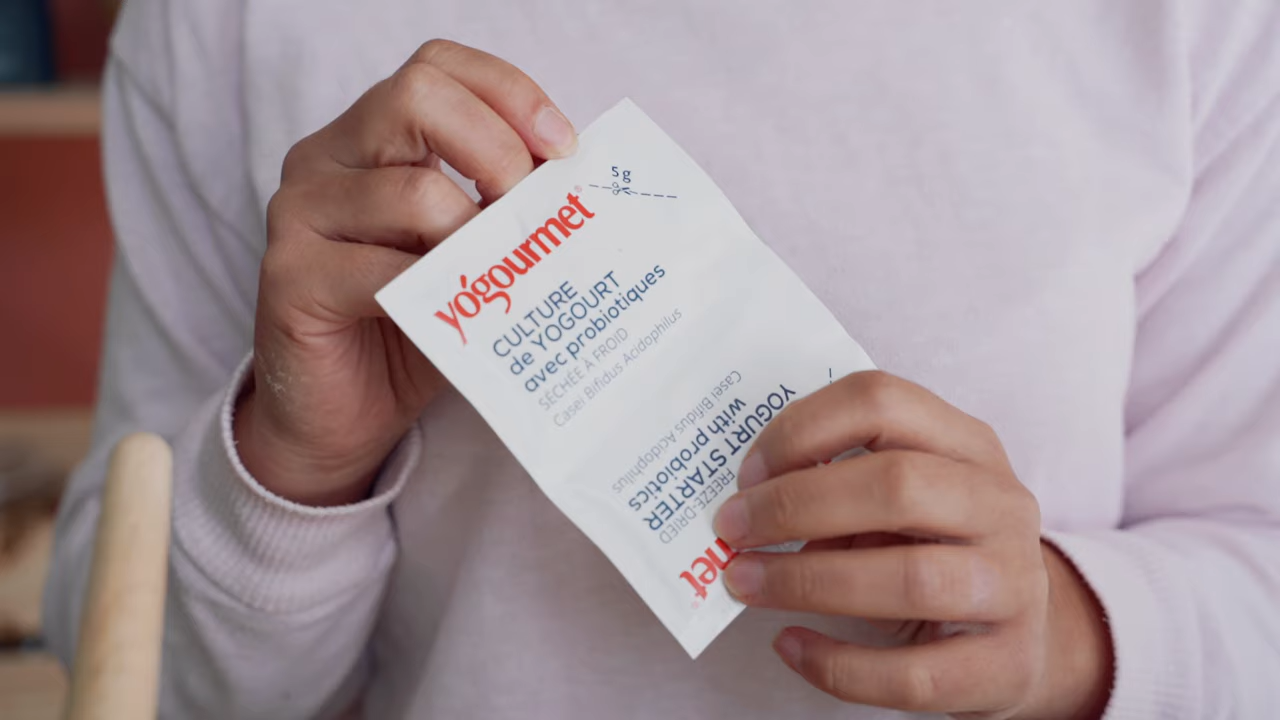 5 g
yógourmet®
CULTURE
de YOGOURT
avec probiotiques
SÉCHÉE À FROID
Casei Bifidus Acidophilus
FREEZE-DRIED
YOGURT STARTER
with probiotics
Casei Bifidus Acidophilus